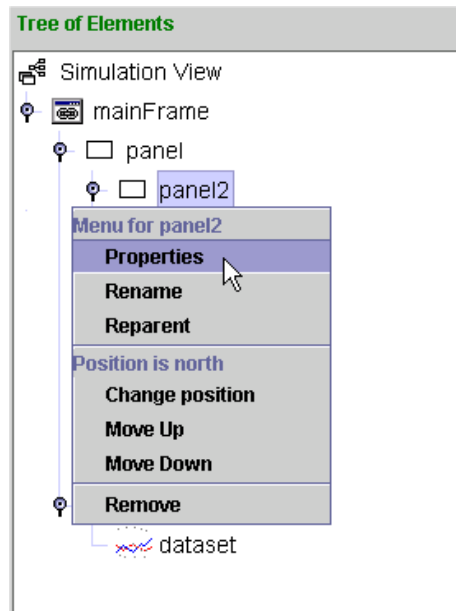 Tree of Elements
Simulation View
mainFrame
panel
panel2
Menu for panel2
Properties
Rename
Reparent
Position is north
Change position
Move Up
Move Down
Remove
dataset